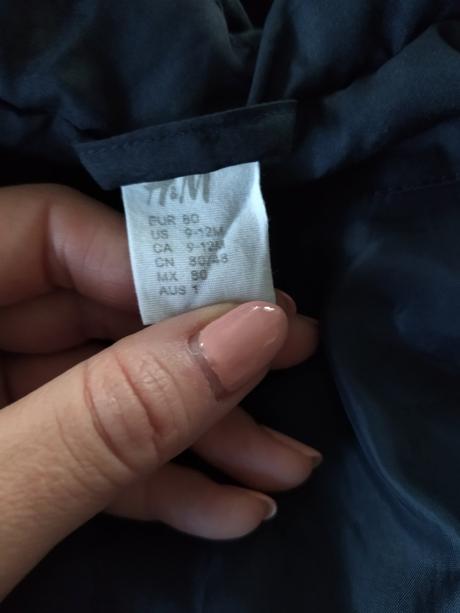 H&M
EUR 80
US 9-12M
CA 9-12M
CN 80/48
MX 80
AUS 1